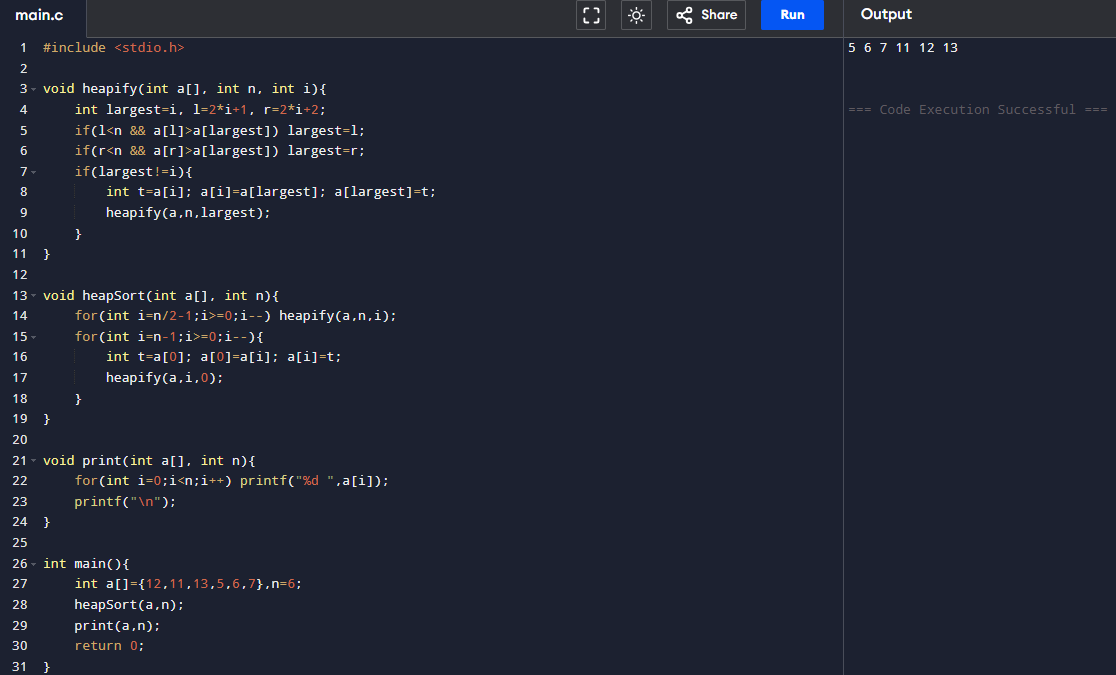 main.c
Share
Run
Output
1 #include <stdio.h>
2
3 void heapify(int a[], int n, int i){
4     int largest=i, l=2*i+1, r=2*i+2;
5     if(l<n && a[l]>a[largest]) largest=l;
6     if(r<n && a[r]>a[largest]) largest=r;
7     if(largest!=i){
8         int t=a[i]; a[i]=a[largest]; a[largest]=t;
9         heapify(a,n,largest);
10     }
11 }
12
13 void heapSort(int a[], int n){
14     for(int i=n/2-1;i>=0;i--) heapify(a,n,i);
15     for(int i=n-1;i>=0;i--){
16         int t=a[0]; a[0]=a[i]; a[i]=t;
17         heapify(a,i,0);
18     }
19 }
20
21 void print(int a[], int n){
22     for(int i=0;i<n;i++) printf("%d ",a[i]);
23     printf("\n");
24 }
25
26 int main(){
27     int a[]={12,11,13,5,6,7},n=6;
28     heapSort(a,n);
29     print(a,n);
30     return 0;
31 }
5 6 7 11 12 13
=== Code Execution Successful ===